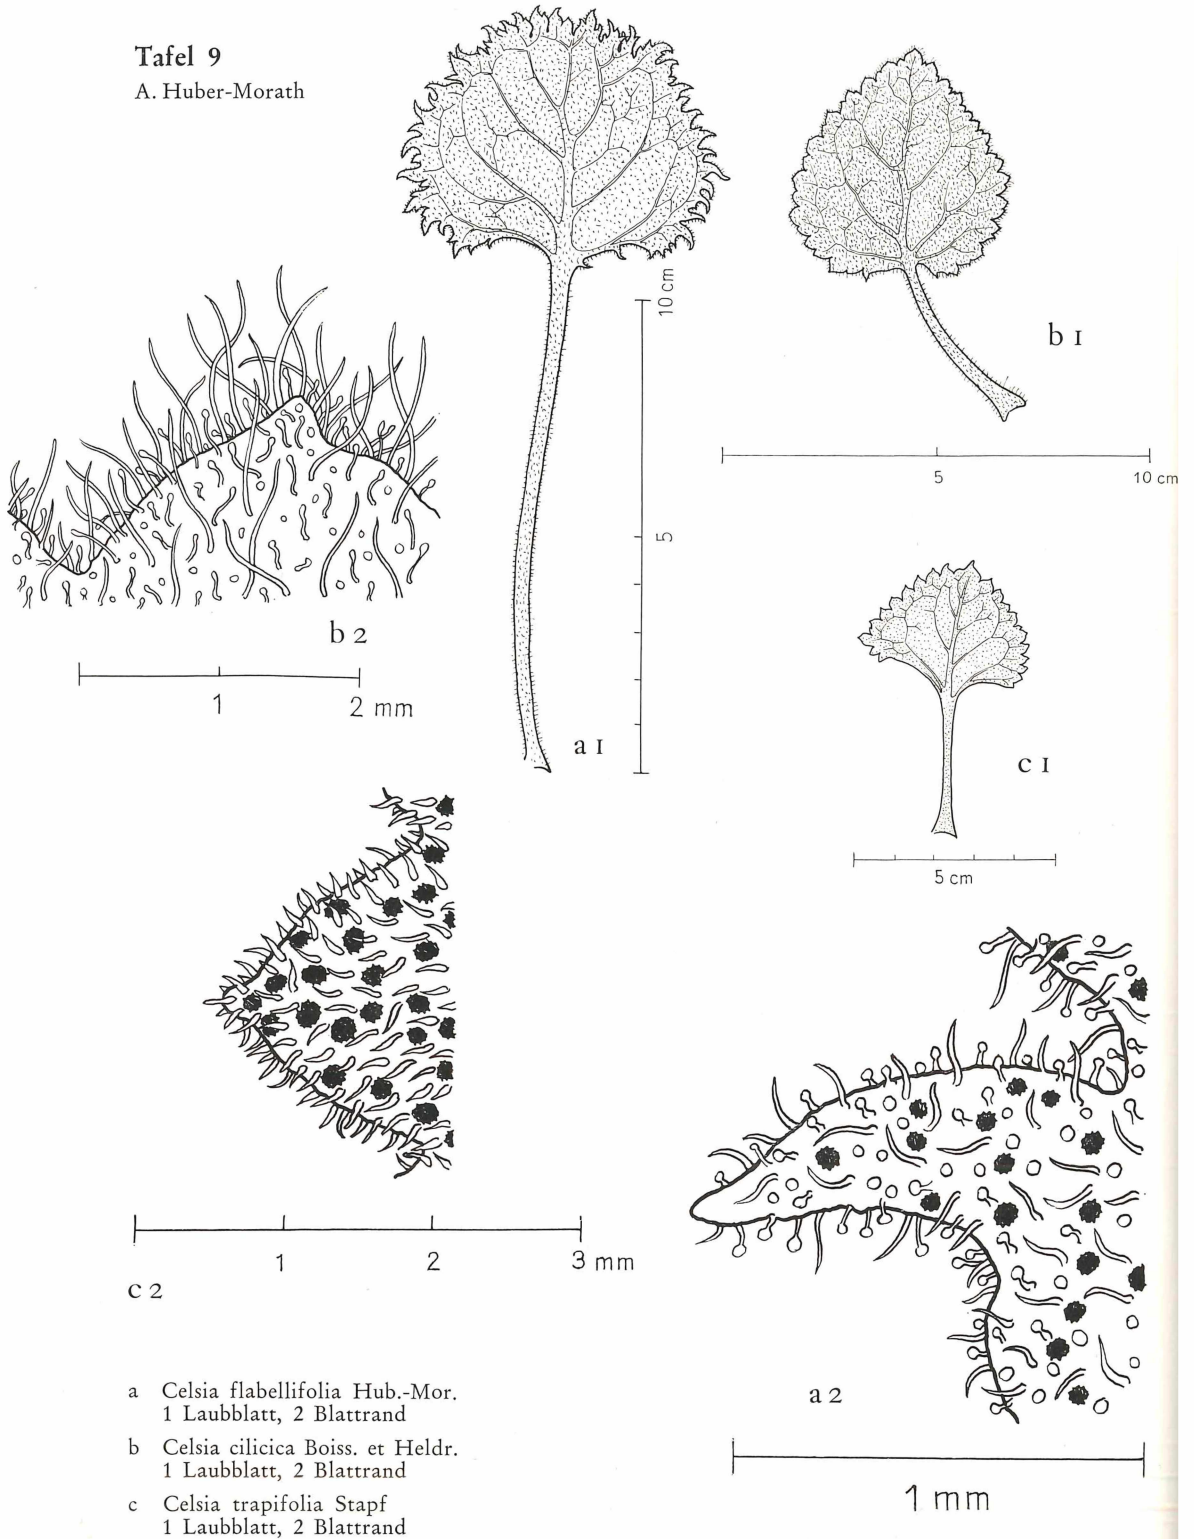 Tafel 9
A. Huber-Morath
10 cm
5
a 1
b 1
5
10 cm
b 2
1
2 mm
c 1
5 cm
1
2
3 mm
c 2
a 2
1 mm
a Celsia flabellifolia Hub.-Mor.
1 Laubblatt, 2 Blattrand
b Celsia cilicica Boiss. et Heldr.
1 Laubblatt, 2 Blattrand
c Celsia trapifolia Stapf
1 Laubblatt, 2 Blattrand